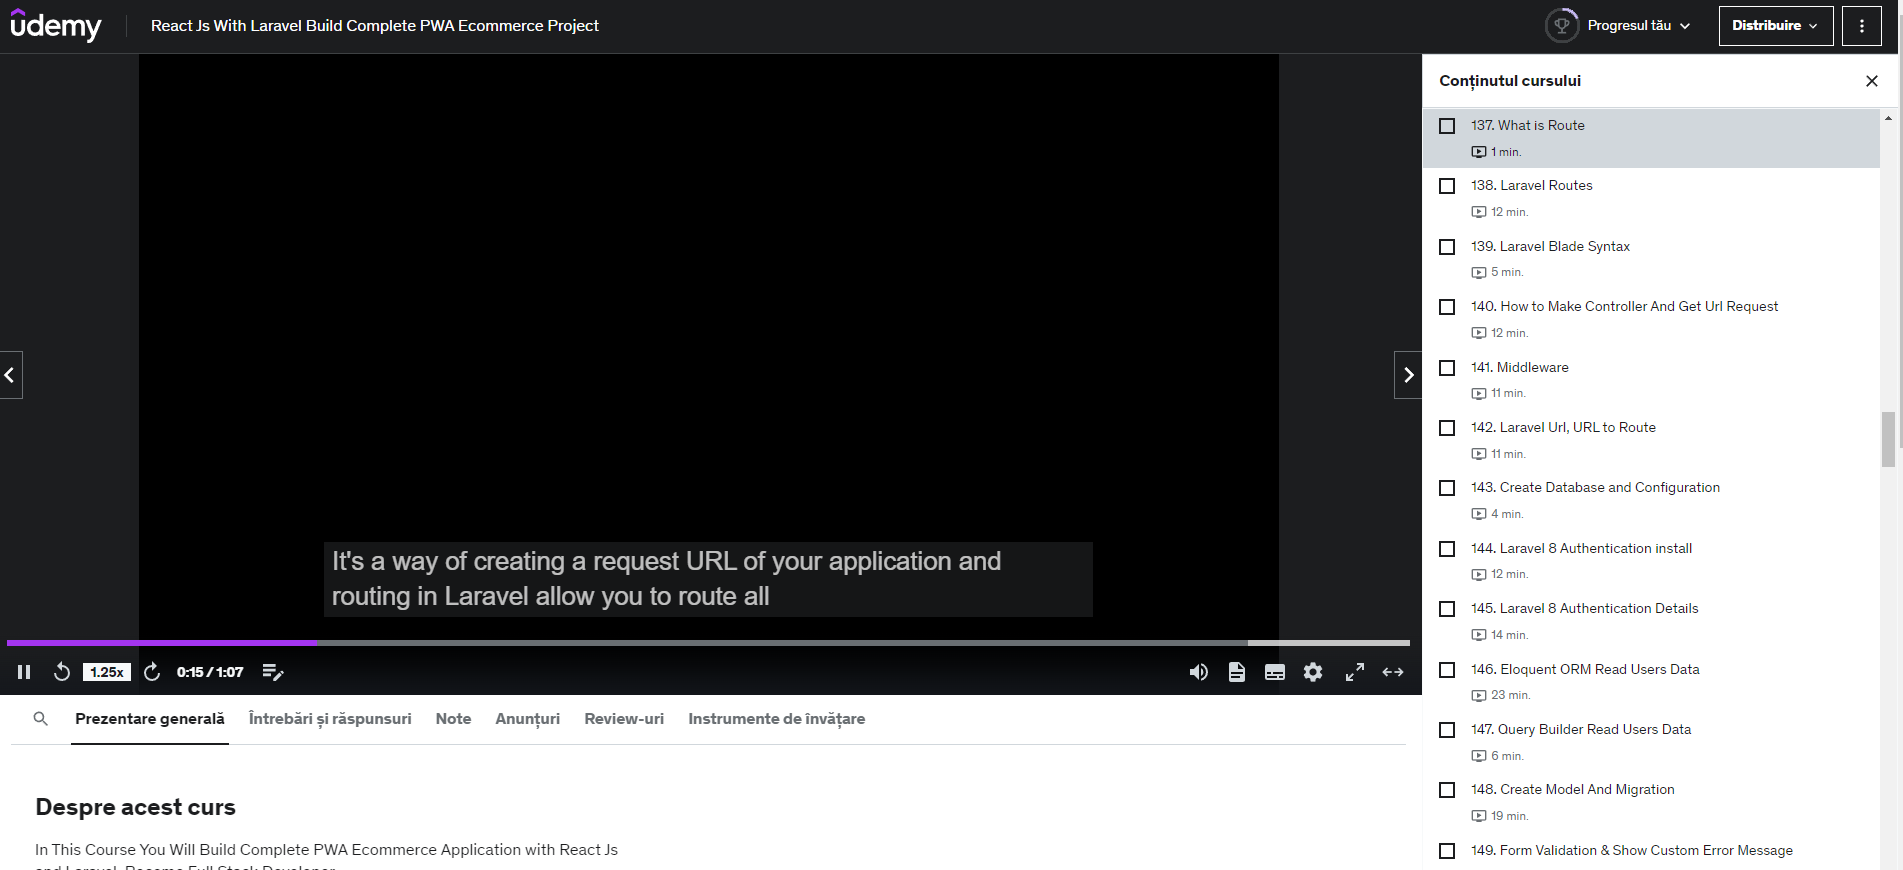 udemy
React Js With Laravel Build Complete PWA Ecommerce Project
Progresul tău
Distribuire
Conținutul cursului
137. What is Route
1 min.
138. Laravel Routes
12 min.
139. Laravel Blade Syntax
5 min.
140. How to Make Controller And Get Url Request
12 min.
141. Middleware
11 min.
142. Laravel Url, URL to Route
11 min.
143. Create Database and Configuration
4 min.
144. Laravel 8 Authentication install
12 min.
145. Laravel 8 Authentication Details
14 min.
146. Eloquent ORM Read Users Data
23 min.
147. Query Builder Read Users Data
6 min.
148. Create Model And Migration
19 min.
149. Form Validation & Show Custom Error Message
It's a way of creating a request URL of your application and
routing in Laravel allow you to route all
1.25x
0:15 / 1:07
Prezentare generală
Întrebări și răspunsuri
Note
Anunțuri
Review-uri
Instrumente de învățare
Despre acest curs
In This Course You Will Build Complete PWA Ecommerce Application with React Js
and Laravel. Become Full Stack Developer